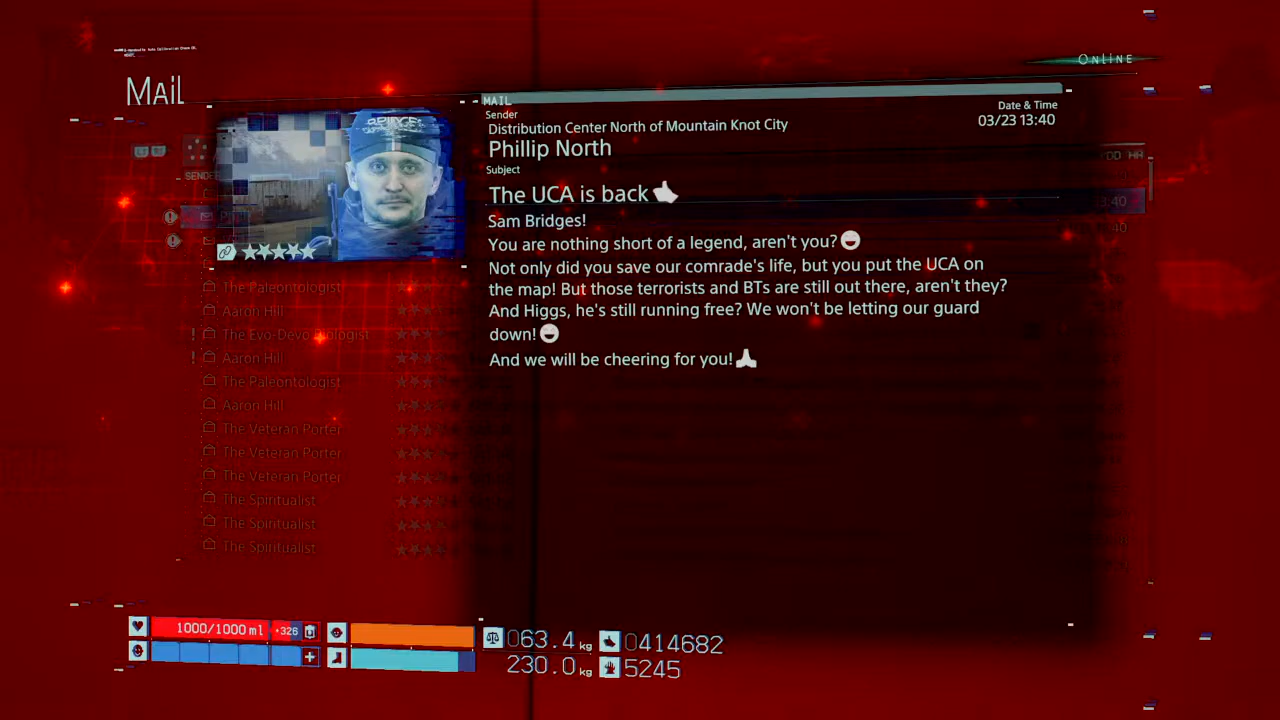 MAiL
ONLiNE
MAIL
Sender
Date & Time
Distribution Center North of Mountain Knot City
03/23 13:40
Phillip North
Subject
The UCA is back
Sam Bridges!
You are nothing short of a legend, aren't you?
Not only did you save our comrade's life, but you put the UCA on
the map! But those terrorists and BTs are still out there, aren't they?
And Higgs, he's still running free? We won't be letting our guard
down!
And we will be cheering for you!
SENDE
The Paleontologist
Aaron Hill
The Evo-Devo Biologist
Aaron Hill
The Paleontologist
Aaron Hill
The Veteran Porter
The Veteran Porter
The Veteran Porter
The Spiritualist
The Spiritualist
The Spiritualist
1000/1000 ml
+326
063.4 kg
0414682
230.0 kg
5245